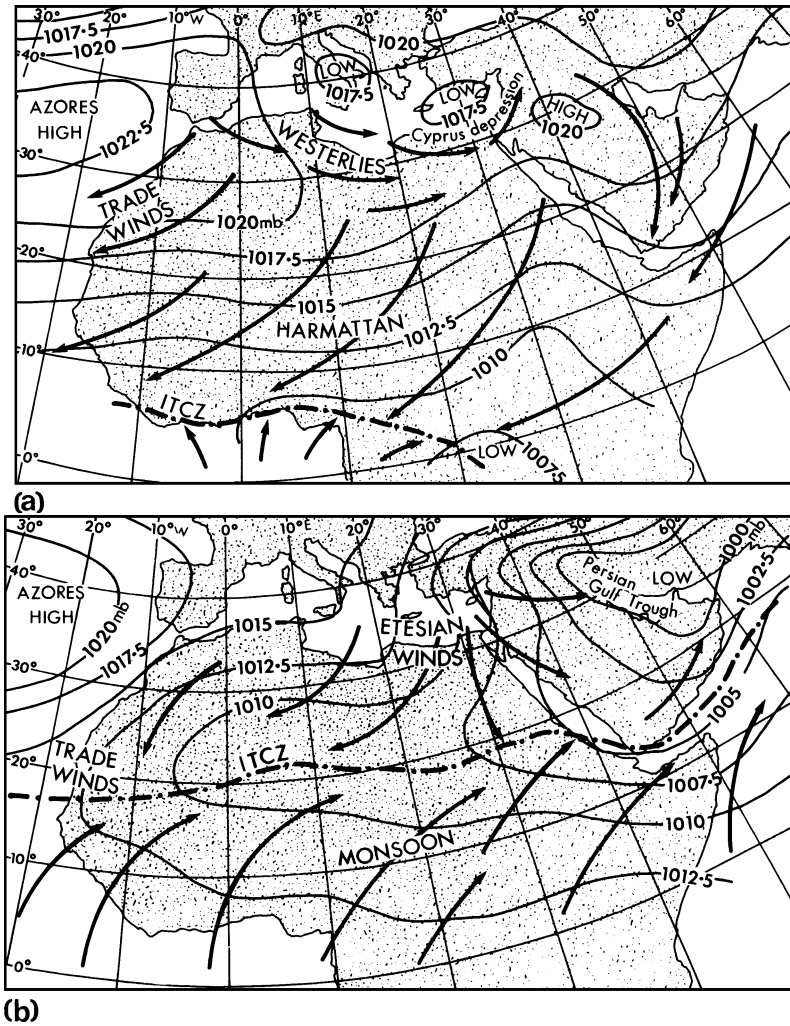 10°W
0°
10°E
20°
30°
40°
50°
60°
1017·5
40°
1020
1020
LOW
1017·5
LOW
1017·5
Cyprus depression
HIGH
1020
AZORES
HIGH
1022·5
WESTERLIES
30°
TRADE
WINDS
1020mb
20°
1017·5
1015
HARMATTAN
1012·5
10°
1010
ITCZ
LOW
1007·5
0°
(a)
30°
20°
10°W
0°
10°E
20°
30°
40°
50°
60°
1000
mb
40°
AZORES
HIGH
Persian
Gulf Trough
LOW
1002·5
1020mb
1015
ETESIAN
WINDS
1017·5
1012·5
30°
1010
1005
20°
TRADE
WINDS
ITCZ
1007·5
1010
MONSOON
10°
1012·5
0°
(b)